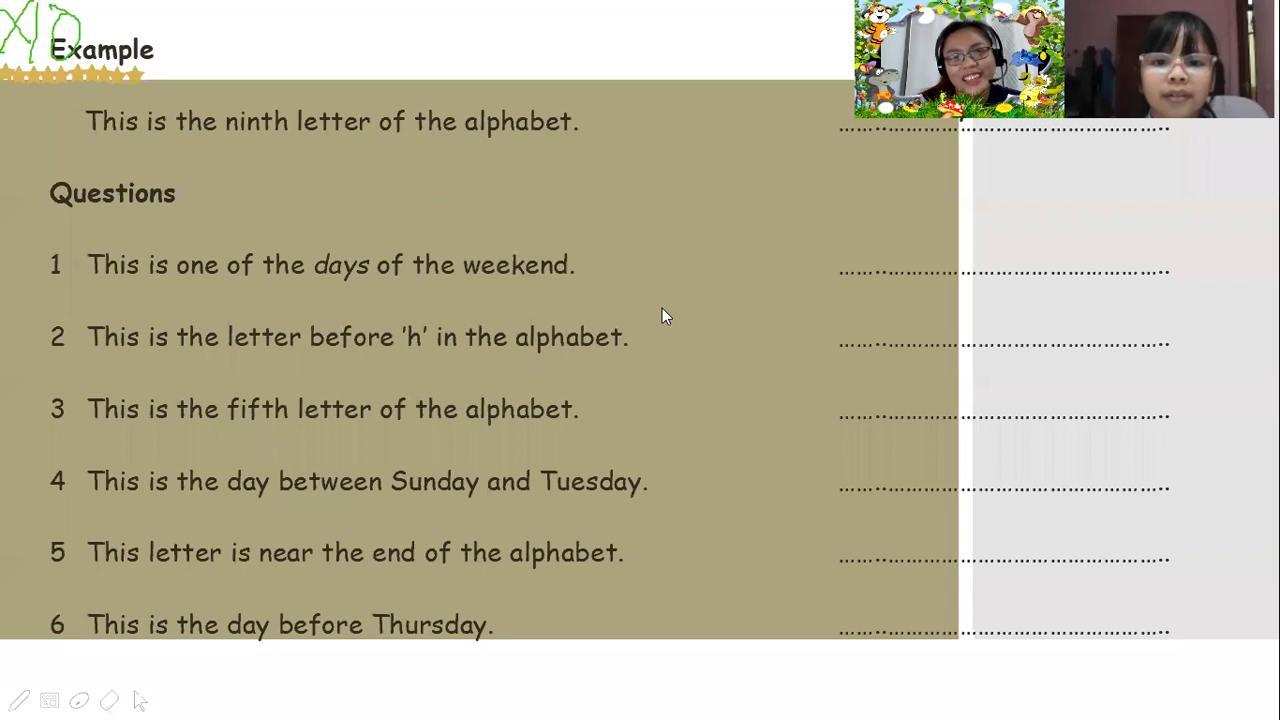 Example
This is the ninth letter of the alphabet. ……..…………………………………………..
Questions
1 This is one of the days of the weekend. ……..…………………………………………..
2 This is the letter before ’h’ in the alphabet. ……..…………………………………………..
3 This is the fifth letter of the alphabet. ……..…………………………………………..
4 This is the day between Sunday and Tuesday. ……..…………………………………………..
5 This letter is near the end of the alphabet. ……..…………………………………………..
6 This is the day before Thursday. ……..…………………………………………..